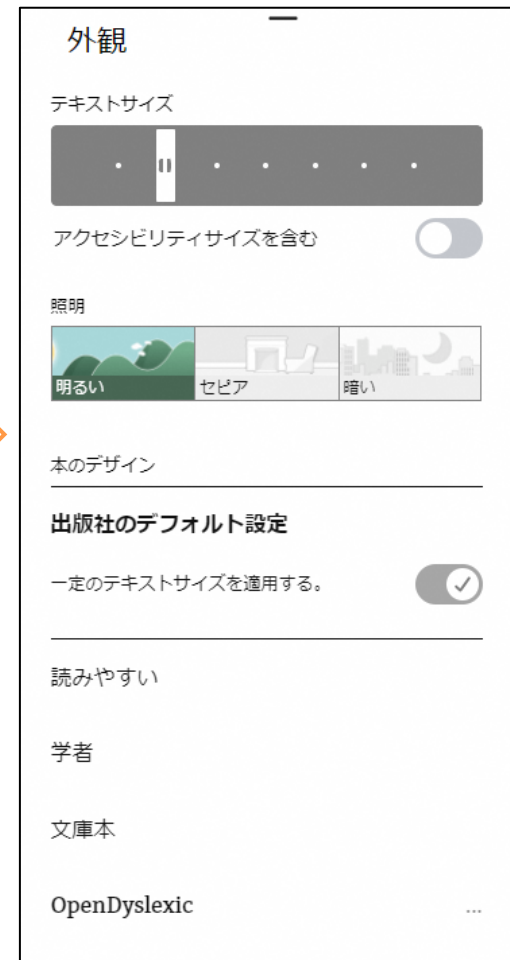 外観
テキストサイズ
アクセシビリティサイズを含む
照明
明るい
セピア
暗い
本のデザイン
出版社のデフォルト設定
一定のテキストサイズを適用する。
読みやすい
学者
文庫本
OpenDyslexic ...